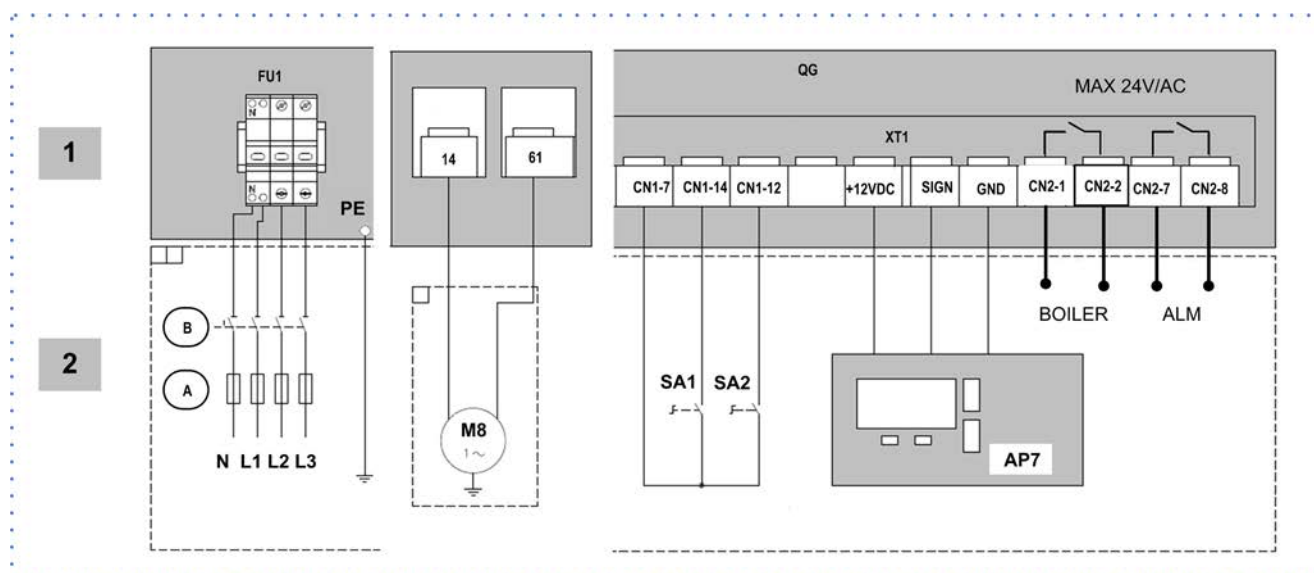 FU1
QG
MAX 24V/AC
N
1
XT1
14
61
CN1-7 CN1-14 CN1-12 +12VDC SIGN GND CN2-1 CN2-2 CN2-7 CN2-8
N
PE
BOILER ALM
B
2
A
SA1 SA2
M8
1~
N L1 L2 L3
AP7